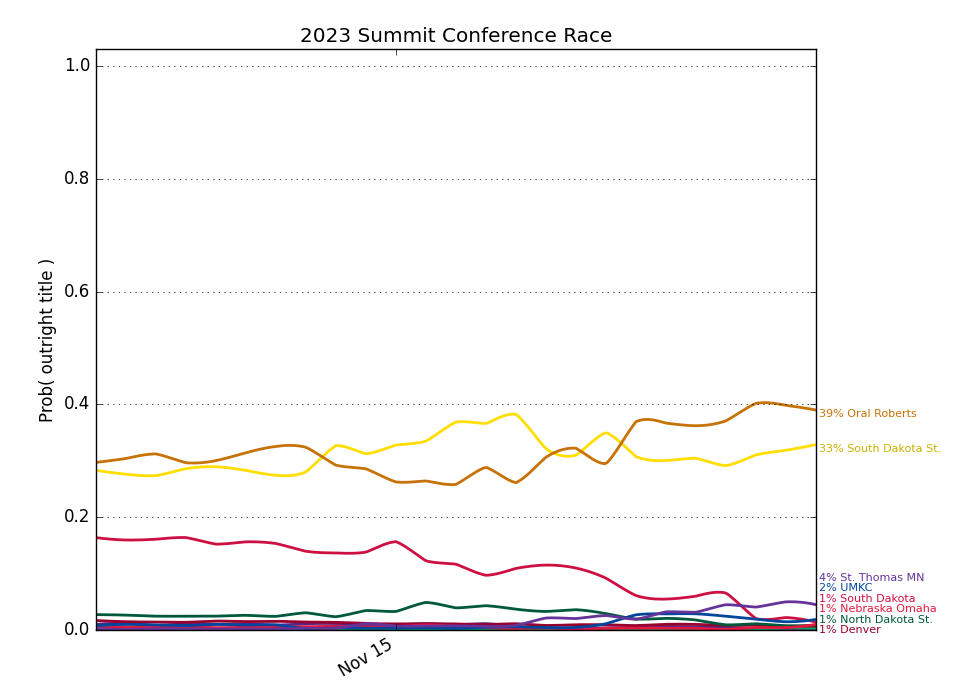 2023 Summit Conference Race
Prob( outright title )
1.0
0.8
0.6
0.4
0.2
0.0
Nov 15
39% Oral Roberts
33% South Dakota St.
4% St. Thomas MN
2% UMKC
1% South Dakota
1% Nebraska Omaha
1% North Dakota St.
1% Denver